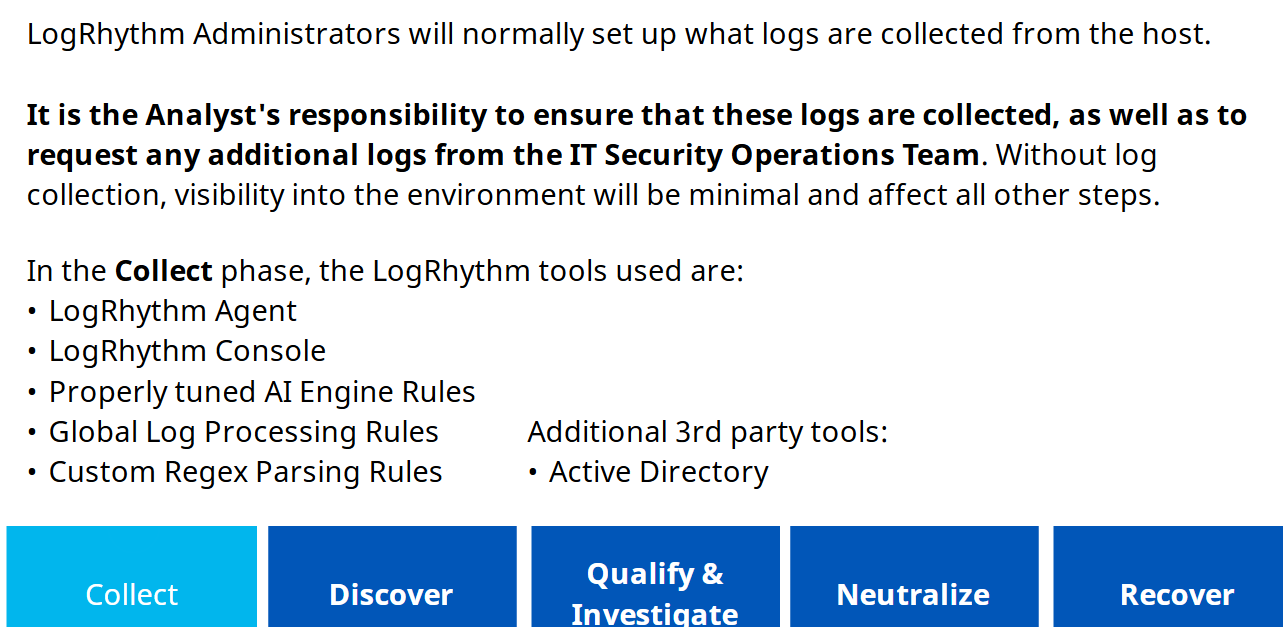 LogRhythm Administrators will normally set up what logs are collected from the host.
It is the Analyst's responsibility to ensure that these logs are collected, as well as to
request any additional logs from the IT Security Operations Team. Without log
collection, visibility into the environment will be minimal and affect all other steps.
In the Collect phase, the LogRhythm tools used are:
• LogRhythm Agent
• LogRhythm Console
• Properly tuned AI Engine Rules
• Global Log Processing Rules
• Custom Regex Parsing Rules
Additional 3rd party tools:
• Active Directory
Collect
Discover
Qualify &
Investigate
Neutralize
Recover